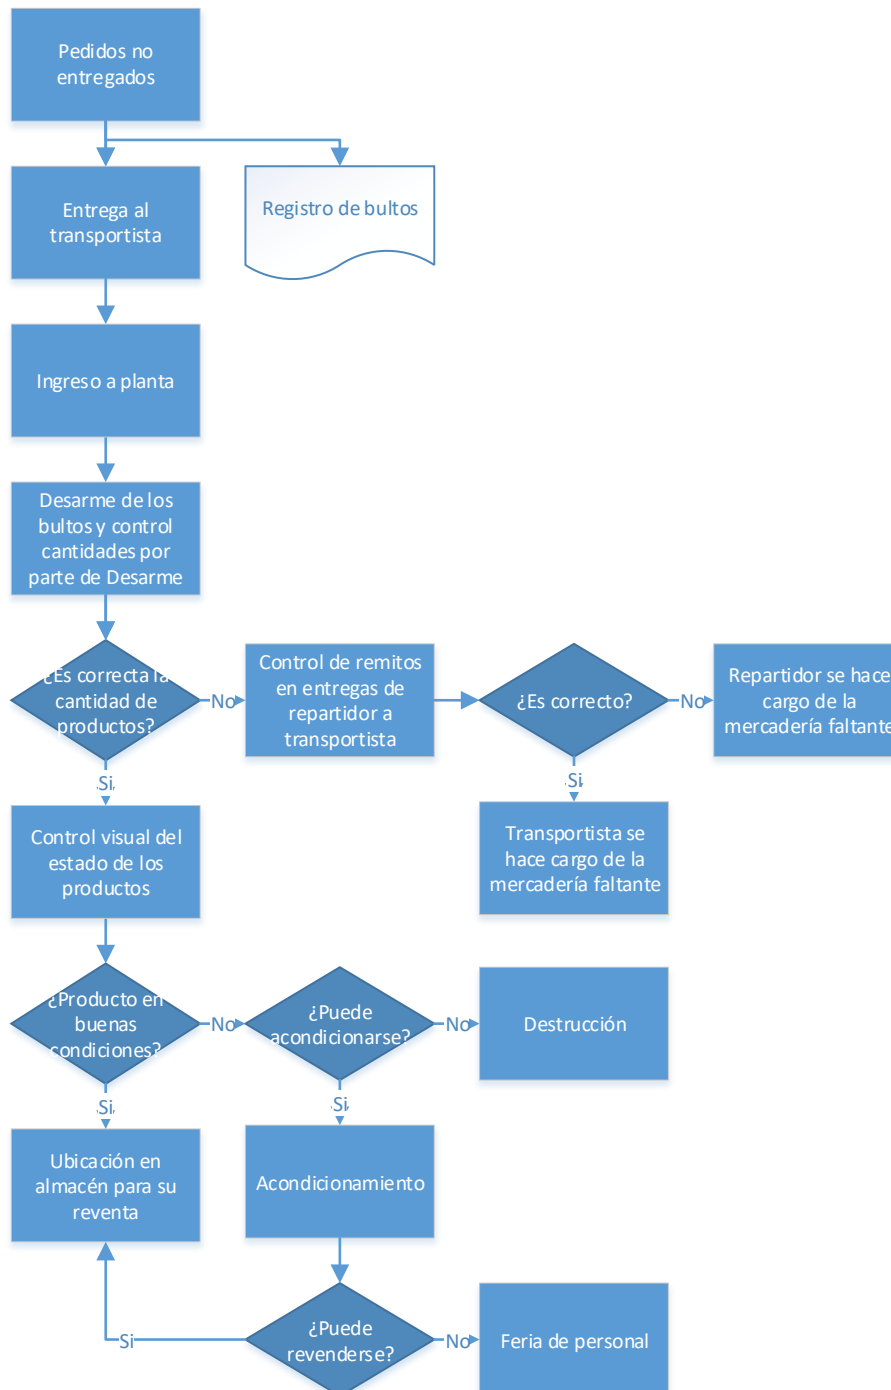 Pedidos no
entregados
Entrega al
transportista
Registro de bultos
Ingreso a planta
Desarme de los
bultos y control
cantidades por
parte de Desarme
¿Es correcta la
cantidad de
productos?
No
Control de remitos
en entregas de
repartidor a
transportista
¿Es correcto?
No
Repartidor se hace
cargo de la
mercadería faltante
Si
Si
Control visual del
estado de los
productos
Transportista se
hace cargo de la
mercadería faltante
¿Producto en
buenas
condiciones?
No
¿Puede
acondicionarse?
No
Destrucción
Si
Si
Ubicación en
almacén para su
reventa
Acondicionamiento
Si
¿Puede
revenderse?
No
Feria de personal